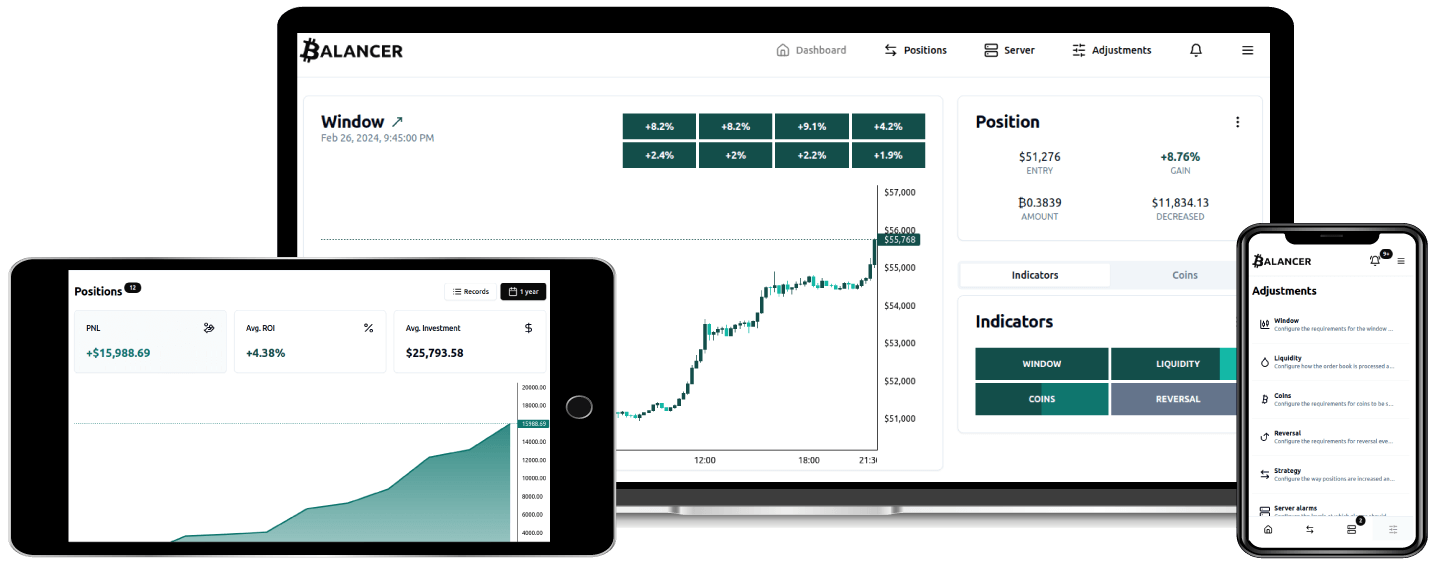 BALANCER
Dashboard
Positions
Server
Adjustments
Window
Feb 26, 2024, 9:45:00 PM
+8.2% +8.2% +9.1% +4.2%
+2.4% +2% +2.2% +1.9%
$57,000
$56,000
$55,768
$55,000
$54,000
$53,000
$52,000
$51,000
12:00 18:00 21:3
Position
$51,276 +8.76%
ENTRY GAIN
₿0.3839 $11,834.13
AMOUNT DECREASED
Indicators Coins
Indicators
WINDOW LIQUIDITY
COINS REVERSAL
Positions 12
Records 1 year
PNL Avg. ROI Avg. Investment
+$15,988.69 +4.38% $25,793.58
20000.00
18000.00
15988.69
14000.00
12000.00
10000.00
8000.00
6000.00
4000.00
BALANCER 9+
Adjustments
Window
Configure the requirements for the window ...
Liquidity
Configure how the order book is processed a...
Coins
Configure the requirements for coins to be s...
Reversal
Configure the requirements for reversal eve...
Strategy
Configure the way positions are increased an...
Server alarms
2